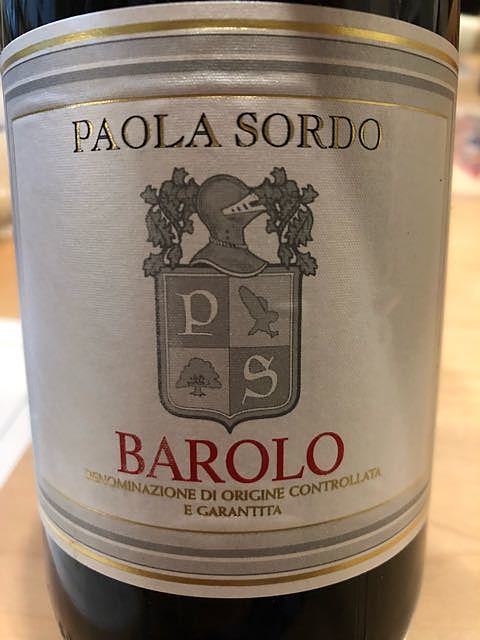 PAOLA SORDO
P
S
BAROLO
DENOMINAZIONE DI ORIGINE CONTROLLATA
E GARANTITA